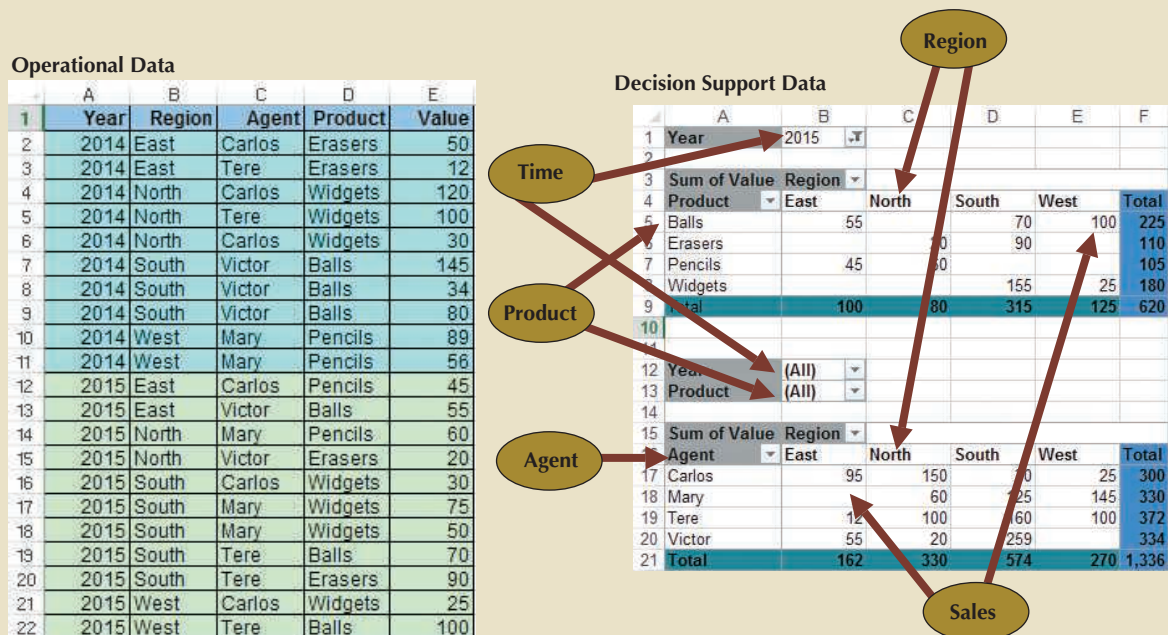 Operational Data
A B C D E
1 Year Region Agent Product Value
2 2014 East Carlos Erasers 50
3 2014 East Tere Erasers 12
4 2014 North Carlos Widgets 120
5 2014 North Tere Widgets 100
6 2014 North Carlos Widgets 30
7 2014 South Victor Balls 145
8 2014 South Victor Balls 34
9 2014 South Victor Balls 80
10 2014 West Mary Pencils 89
11 2014 West Mary Pencils 56
12 2015 East Carlos Pencils 45
13 2015 East Victor Balls 55
14 2015 North Mary Pencils 60
15 2015 North Victor Erasers 20
16 2015 South Carlos Widgets 30
17 2015 South Mary Widgets 75
18 2015 South Mary Widgets 50
19 2015 South Tere Balls 70
20 2015 South Tere Erasers 90
21 2015 West Carlos Widgets 25
22 2015 West Tere Balls 100
Time
Product
Agent
Region
Decision Support Data
A B C D E F
1 Year 2015
2
3 Sum of Value Region
4 Product East North South West Total
5 Balls 55 70 100 225
Erasers 90 110
7 Pencils 45 105
Widgets 155 25 180
9 Total 100 80 315 125 620
10
12 Year (All)
13 Product (All)
14
15 Sum of Value Region
Agent East North South West Total
17 Carlos 95 150 25 300
18 Mary 60 145 330
19 Tere 12 100 160 100 372
20 Victor 55 20 259 334
21 Total 162 330 574 270 1,336
Sales